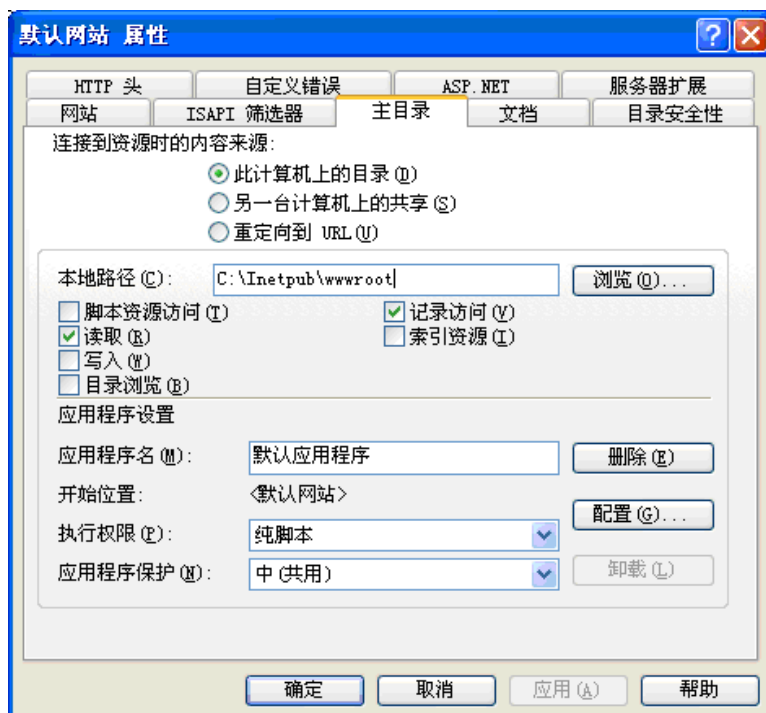 默认网站 属性
HTTP 头 自定义错误 ASP.NET 服务器扩展
网站 ISAPI 筛选器 主目录 文档 目录安全性
连接到资源时的内容来源:
此计算机上的目录(D)
另一台计算机上的共享(S)
重定向到 URL(U)
本地路径(C): C:\Inetpub\wwwroot 浏览(O)...
脚本资源访问(T) 记录访问(V)
读取(R) 索引资源(I)
写入(W)
目录浏览(B)
应用程序设置
应用程序名(M): 默认应用程序 删除(E)
开始位置: <默认网站>
配置(G)...
执行权限(P): 纯脚本
应用程序保护(N): 中(共用) 卸载(L)
确定 取消 应用(A) 帮助